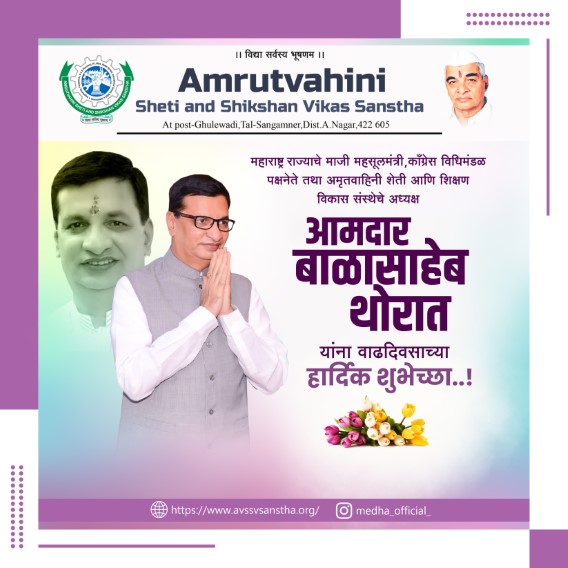 ।। विद्या सर्वस्य भूषणम ।।
Amrutvahini
Sheti and Shikshan Vikas Sanstha
At post-Ghulewadi,Tal-Sangamner,Dist.A.Nagar,422 605
महाराष्ट्र राज्याचे माजी महसूलमंत्री,काँग्रेस विधिमंडळ
पक्षनेते तथा अमृतवाहिनी शेती आणि शिक्षण
विकास संस्थेचे अध्यक्ष
आमदार
बाळासाहेब
थोरात
यांना वाढदिवसाच्या
हार्दिक शुभेच्छा..!
https://www.avssvsanstha.org/ medha_official_